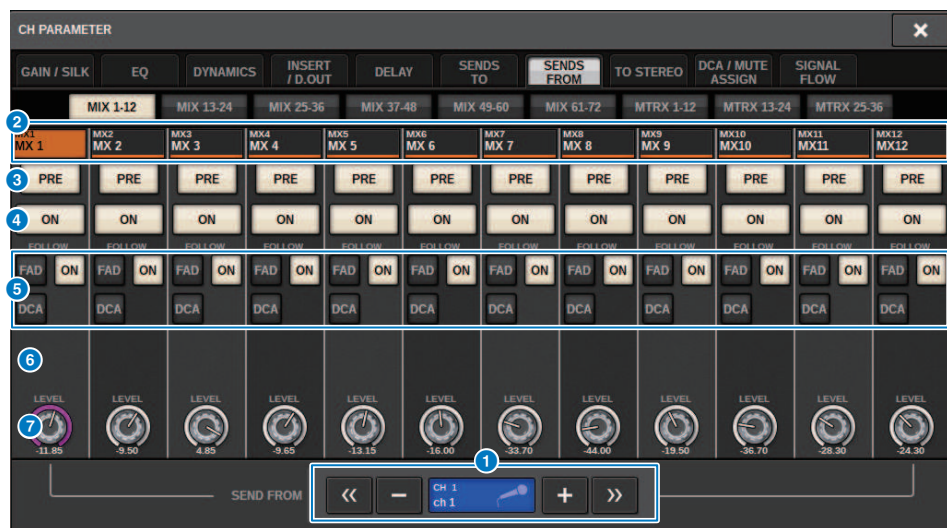 CH PARAMETER
GAIN / SILK EQ DYNAMICS INSERT / D.OUT DELAY SENDS TO SENDS FROM TO STEREO DCA / MUTE ASSIGN SIGNAL FLOW
MIX 1-12 MIX 13-24 MIX 25-36 MIX 37-48 MIX 49-60 MIX 61-72 MTRX 1-12 MTRX 13-24 MTRX 25-36
2
MX1 MX2 MX3 MX4 MX5 MX6 MX7 MX8 MX9 MX10 MX11 MX12
MX 1 MX 2 MX 3 MX 4 MX 5 MX 6 MX 7 MX 8 MX 9 MX10 MX11 MX12
3 PRE PRE PRE PRE PRE PRE PRE PRE PRE PRE PRE PRE
4 ON ON ON ON ON ON ON ON ON ON ON ON
FOLLOW FOLLOW FOLLOW FOLLOW FOLLOW FOLLOW FOLLOW FOLLOW FOLLOW FOLLOW FOLLOW FOLLOW
FAD ON FAD ON FAD ON FAD ON FAD ON FAD ON FAD ON FAD ON FAD ON FAD ON FAD ON FAD ON
5
DCA DCA DCA DCA DCA DCA DCA DCA DCA DCA DCA DCA
6
LEVEL LEVEL LEVEL LEVEL LEVEL LEVEL LEVEL LEVEL LEVEL LEVEL LEVEL LEVEL
7
-11.85 -9.50 4.85 -9.65 -13.15 -16.00 -33.70 -44.00 -19.50 -36.70 -28.30 -24.30
1
SEND FROM « − CH 1 + »
ch 1